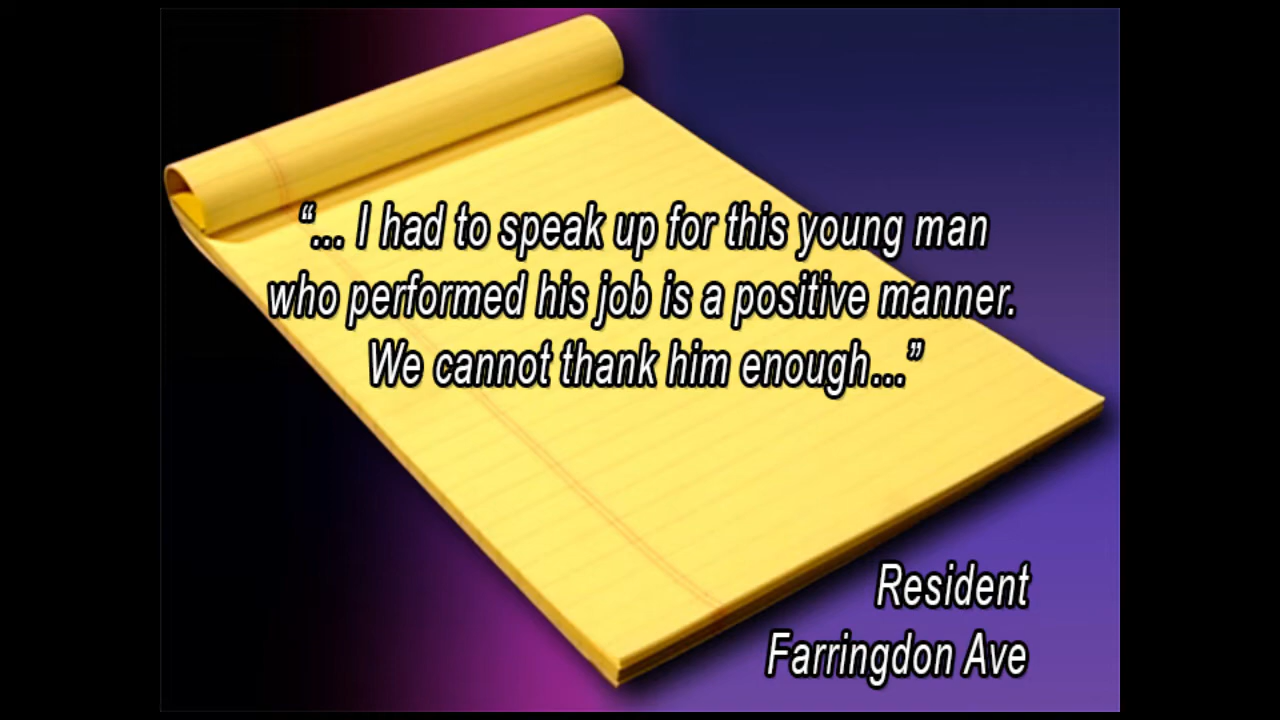 “... I had to speak up for this young man
who performed his job is a positive manner.
We cannot thank him enough...”
Resident
Farringdon Ave